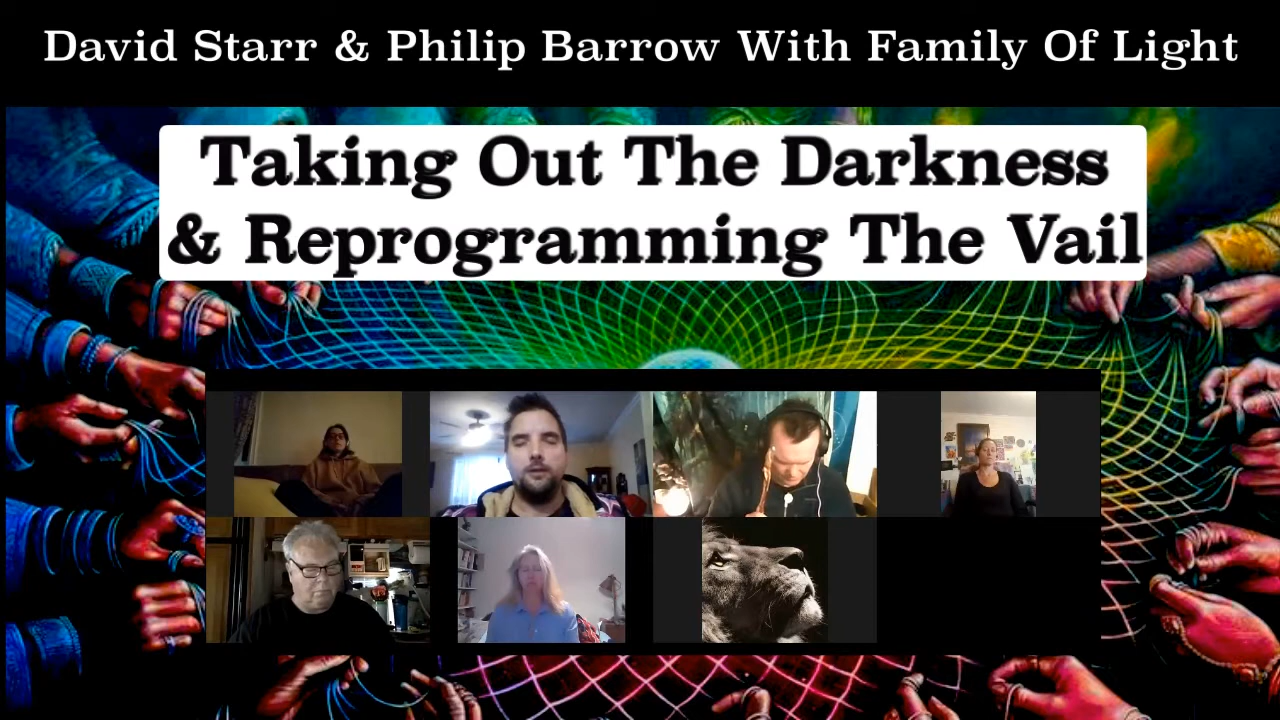 David Starr & Philip Barrow With Family Of Light
Taking Out The Darkness
& Reprogramming The Vail